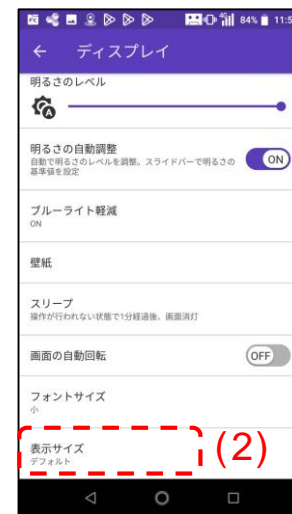 84% 11:5
ディスプレイ
明るさのレベル
A
明るさの自動調整
自動で明るさのレベルを調整。スライドバーで明るさの
基準値を設定
ON
ブルーライト軽減
ON
壁紙
スリープ
操作が行われない状態で1分経過後、画面消灯
画面の自動回転
OFF
フォントサイズ
小
表示サイズ
デフォルト
(2)